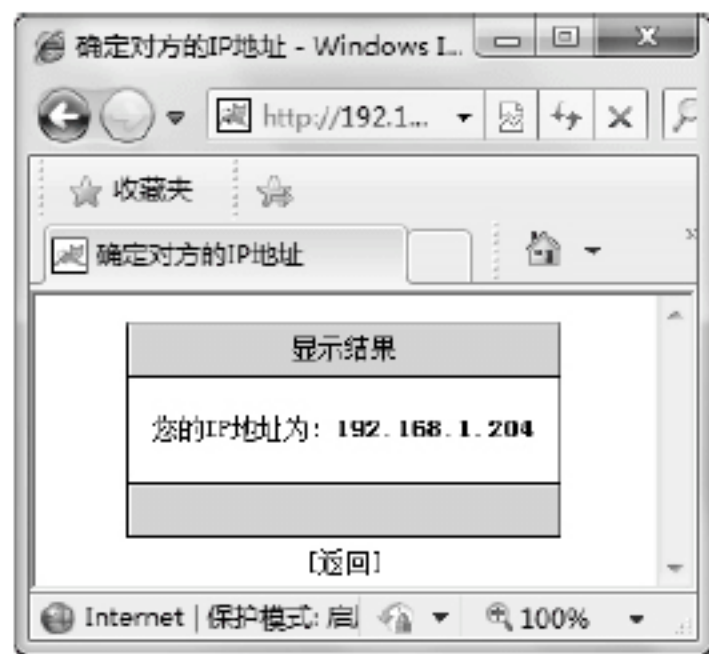 确定对方的IP地址 - Windows I...
http://192.1...
收藏夹
确定对方的IP地址
显示结果
您的IP地址为: 192.168.1.204
[返回]
Internet | 保护模式: 启
100%